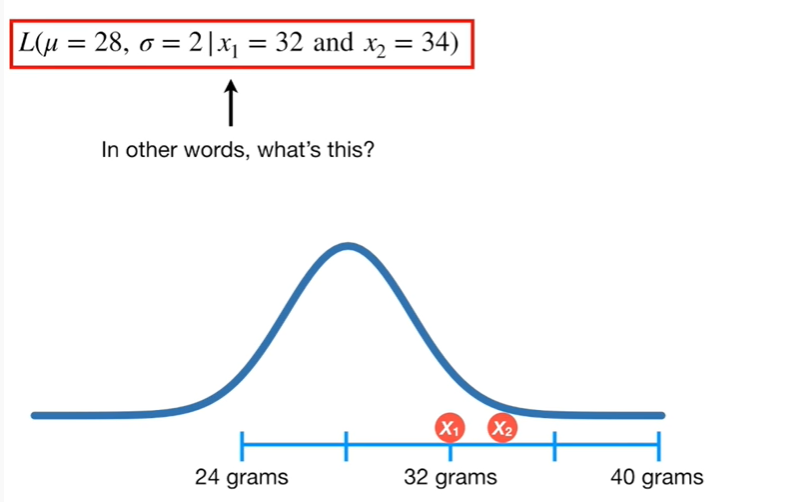 L(μ = 28, σ = 2 | x₁ = 32 and x₂ = 34)
In other words, what’s this?
X₁ X₂
24 grams 32 grams 40 grams